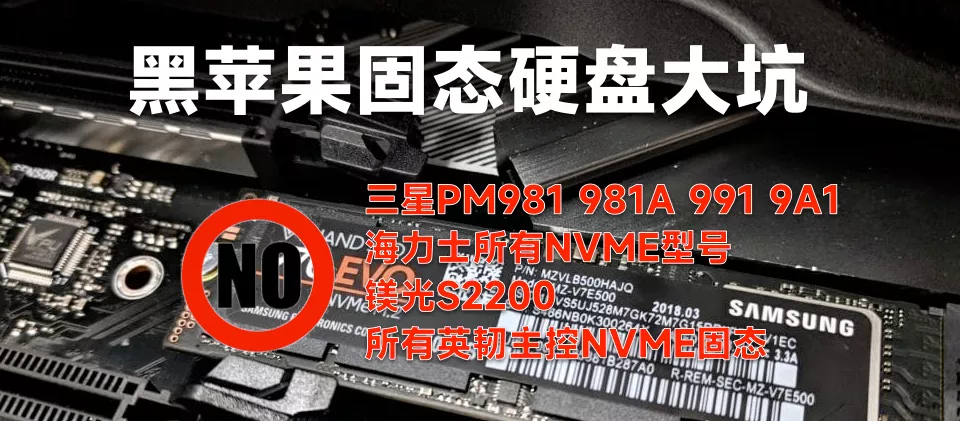 黑苹果固态硬盘大坑
三星PM981 981A 991 9A1
海力士所有NVME型号
镁光S2200
所有英韧主控NVME固态
NO
SENSOR
EVO
NVMe M.2
SAMSUNG ELECTRONICS CO
P/N: MZVLB500HAJQ
MZ-V7E500
2018.03
SAMSUNG
3.3A
R-REM-SEC-MZ-V7E500